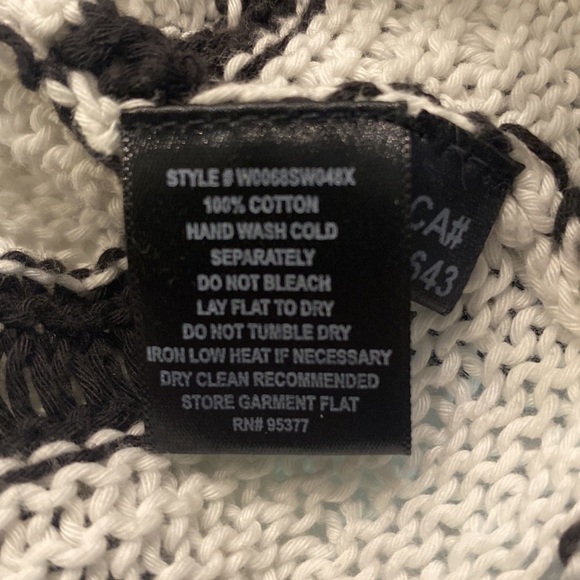 STYLE # W0068SW048X
100% COTTON
HAND WASH COLD
SEPARATELY
DO NOT BLEACH
LAY FLAT TO DRY
DO NOT TUMBLE DRY
IRON LOW HEAT IF NECESSARY
DRY CLEAN RECOMMENDED
STORE GARMENT FLAT
RN# 95377
CA#
643